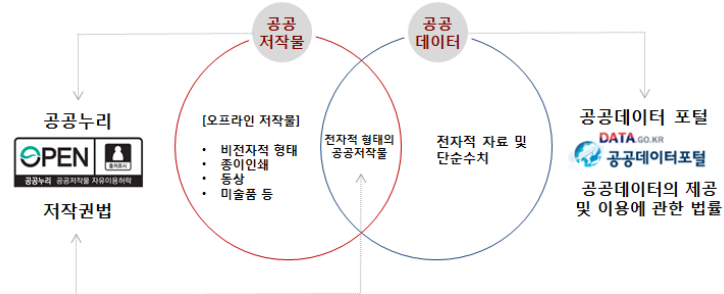 공공
저작물
공공
데이터
공공누리
OPEN
출처표시
공공누리 공공저작물 자유이용허락
저작권법
[오프라인 저작물]
• 비전자적 형태
• 종이인쇄
• 동상
• 미술품 등
전자적 형태의
공공저작물
전자적 자료 및
단순수치
공공데이터 포털
DATA.GO.KR
공공데이터포털
공공데이터의 제공
및 이용에 관한 법률